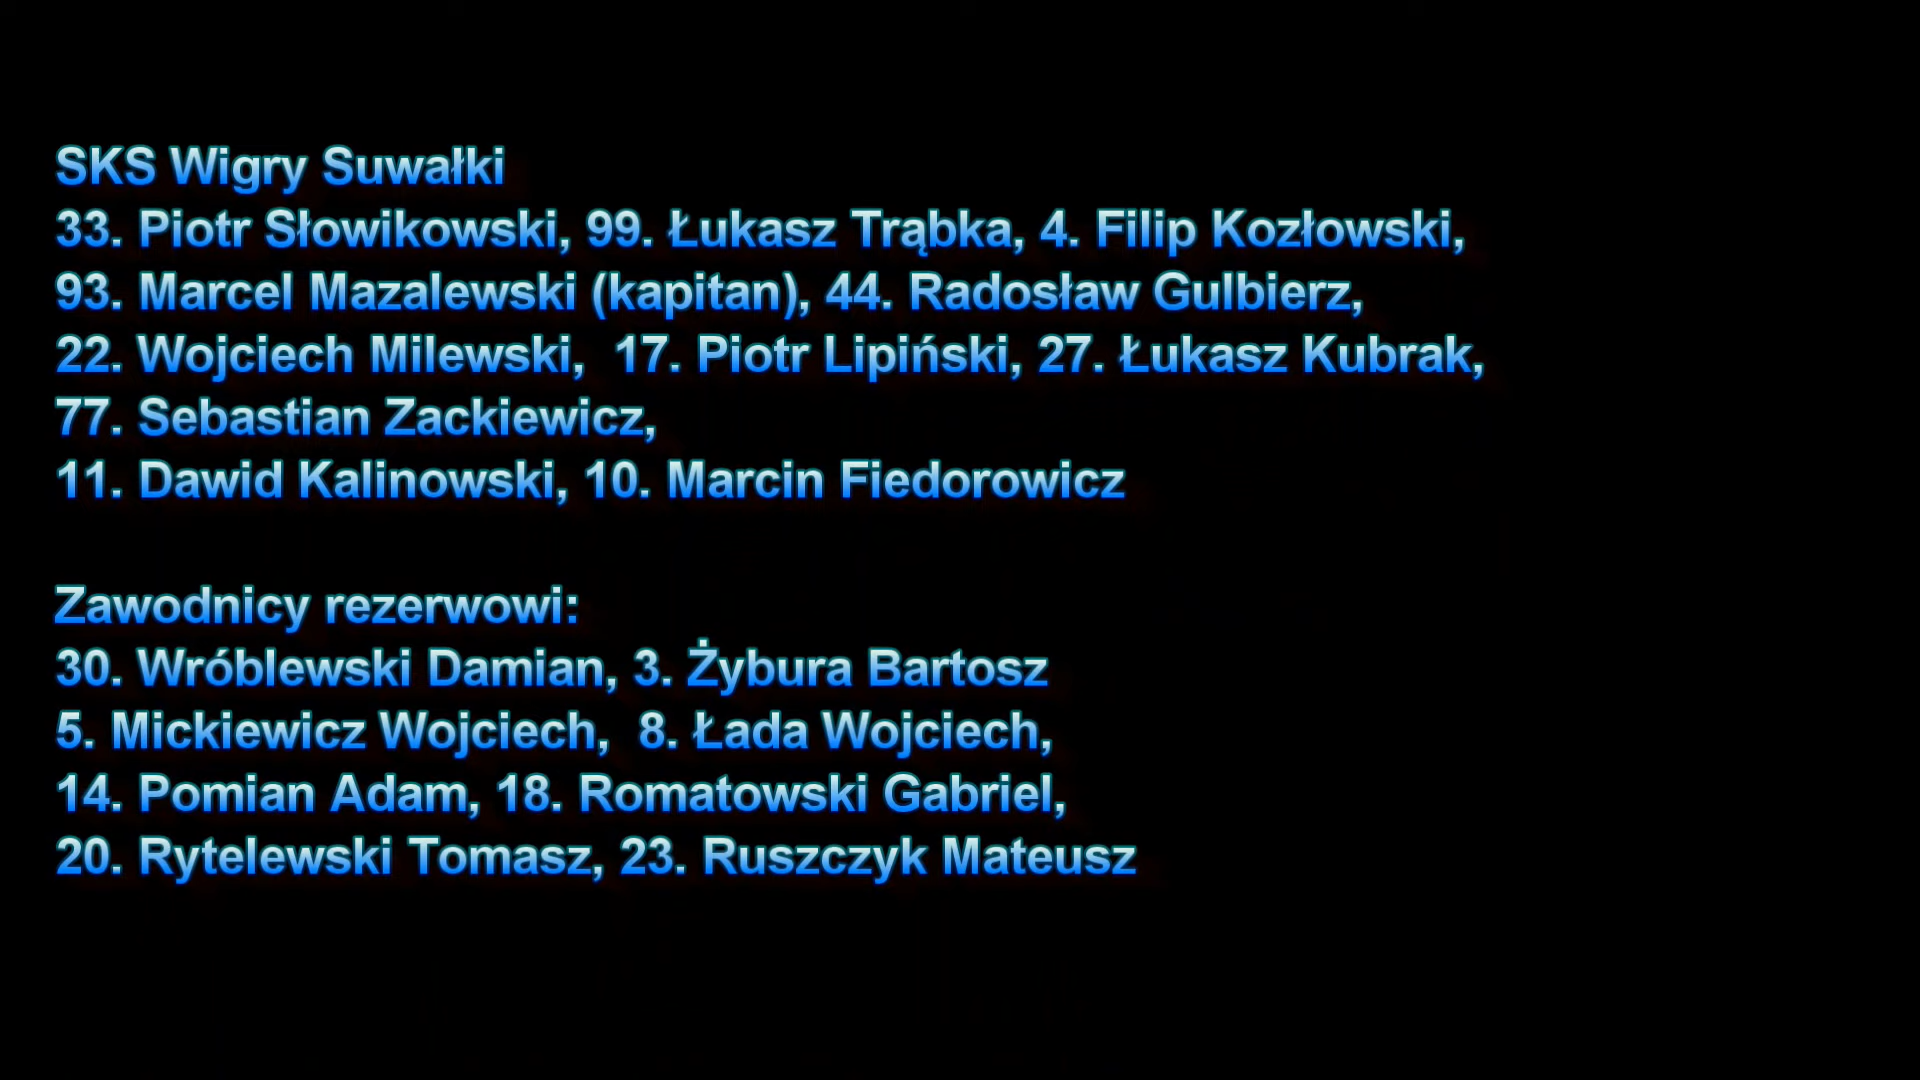 SKS Wigry Suwałki
33. Piotr Słowikowski, 99. Łukasz Trąbka, 4. Filip Kozłowski,
93. Marcel Mazalewski (kapitan), 44. Radosław Gulbierz,
22. Wojciech Milewski,  17. Piotr Lipiński, 27. Łukasz Kubrak,
77. Sebastian Zackiewicz,
11. Dawid Kalinowski, 10. Marcin Fiedorowicz
Zawodnicy rezerwowi:
30. Wróblewski Damian, 3. Żybura Bartosz
5. Mickiewicz Wojciech,  8. Łada Wojciech,
14. Pomian Adam, 18. Romatowski Gabriel,
20. Rytelewski Tomasz, 23. Ruszczyk Mateusz